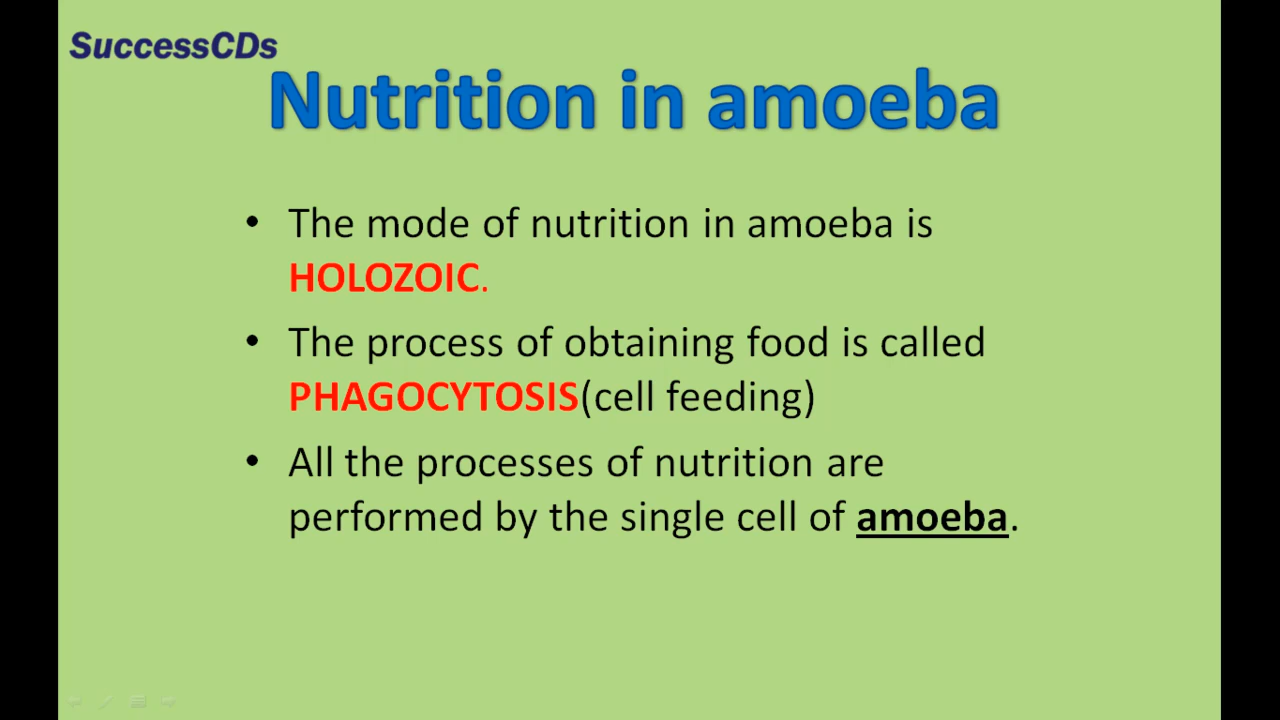 SuccessCDs
Nutrition in amoeba
• The mode of nutrition in amoeba is
HOLOZOIC.
• The process of obtaining food is called
PHAGOCYTOSIS(cell feeding)
• All the processes of nutrition are
performed by the single cell of amoeba.